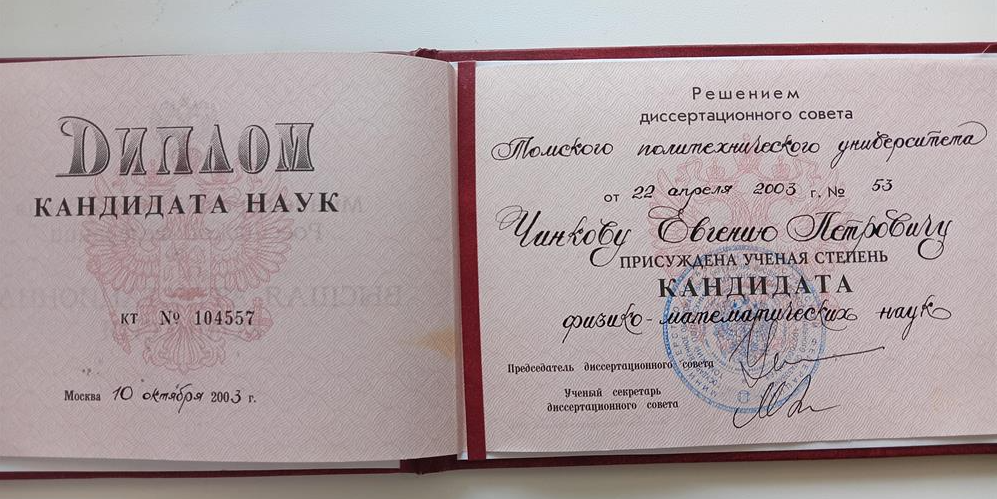 Диплом
КАНДИДАТА НАУК
КТ № 104557
Москва 10 октября 2003 г.
Решением
диссертационного совета
Томского политехнического университета
от 22 апреля 2003 г. № 53
Чинкову Евгению Петровичу
ПРИСУЖДЕНА УЧЕНАЯ СТЕПЕНЬ
КАНДИДАТА
физико-математических наук
Председатель диссертационного совета
Ученый секретарь
диссертационного совета